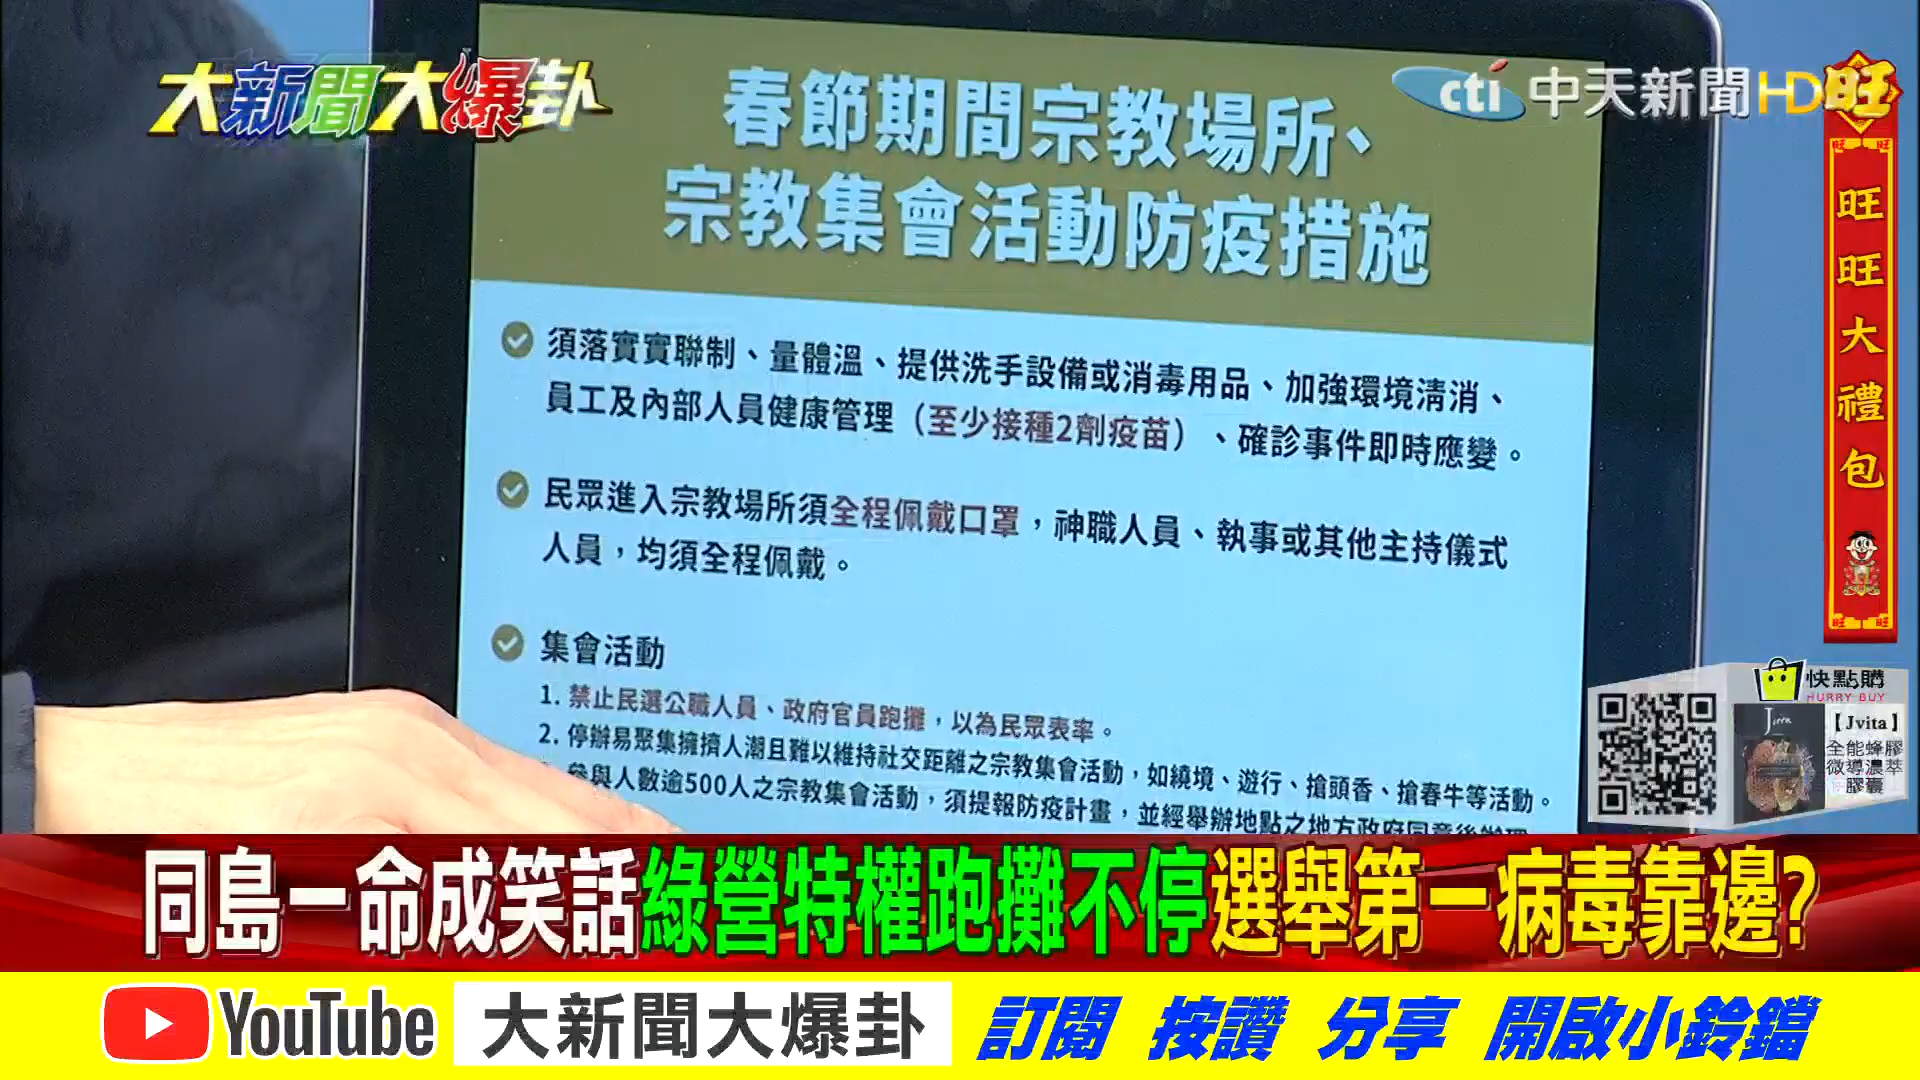 大新聞大爆卦
cti 中天新聞HD
旺
旺旺大禮包
春節期間宗教場所、
宗教集會活動防疫措施
須落實實聯制、量體溫、提供洗手設備或消毒用品、加強環境清消、
員工及內部人員健康管理（至少接種2劑疫苗）、確診事件即時應變。
民眾進入宗教場所須全程佩戴口罩，神職人員、執事或其他主持儀式
人員，均須全程佩戴。
集會活動
1. 禁止民選公職人員、政府官員跑攤，以為民眾表率。
2. 停辦易聚集擁擠人潮且難以維持社交距離之宗教集會活動，如繞境、遊行、搶頭香、搶春牛等活動。
參與人數逾500人之宗教集會活動，須提報防疫計畫，並經舉辦地點之地方政府同意後辦理
快點購
HURRY BUY
Jvita
【Jvita】
全能蜂膠
微導濃萃
膠囊
同島一命成笑話綠營特權跑攤不停選舉第一病毒靠邊?
YouTube 大新聞大爆卦 訂閱 按讚 分享 開啟小鈴鐺